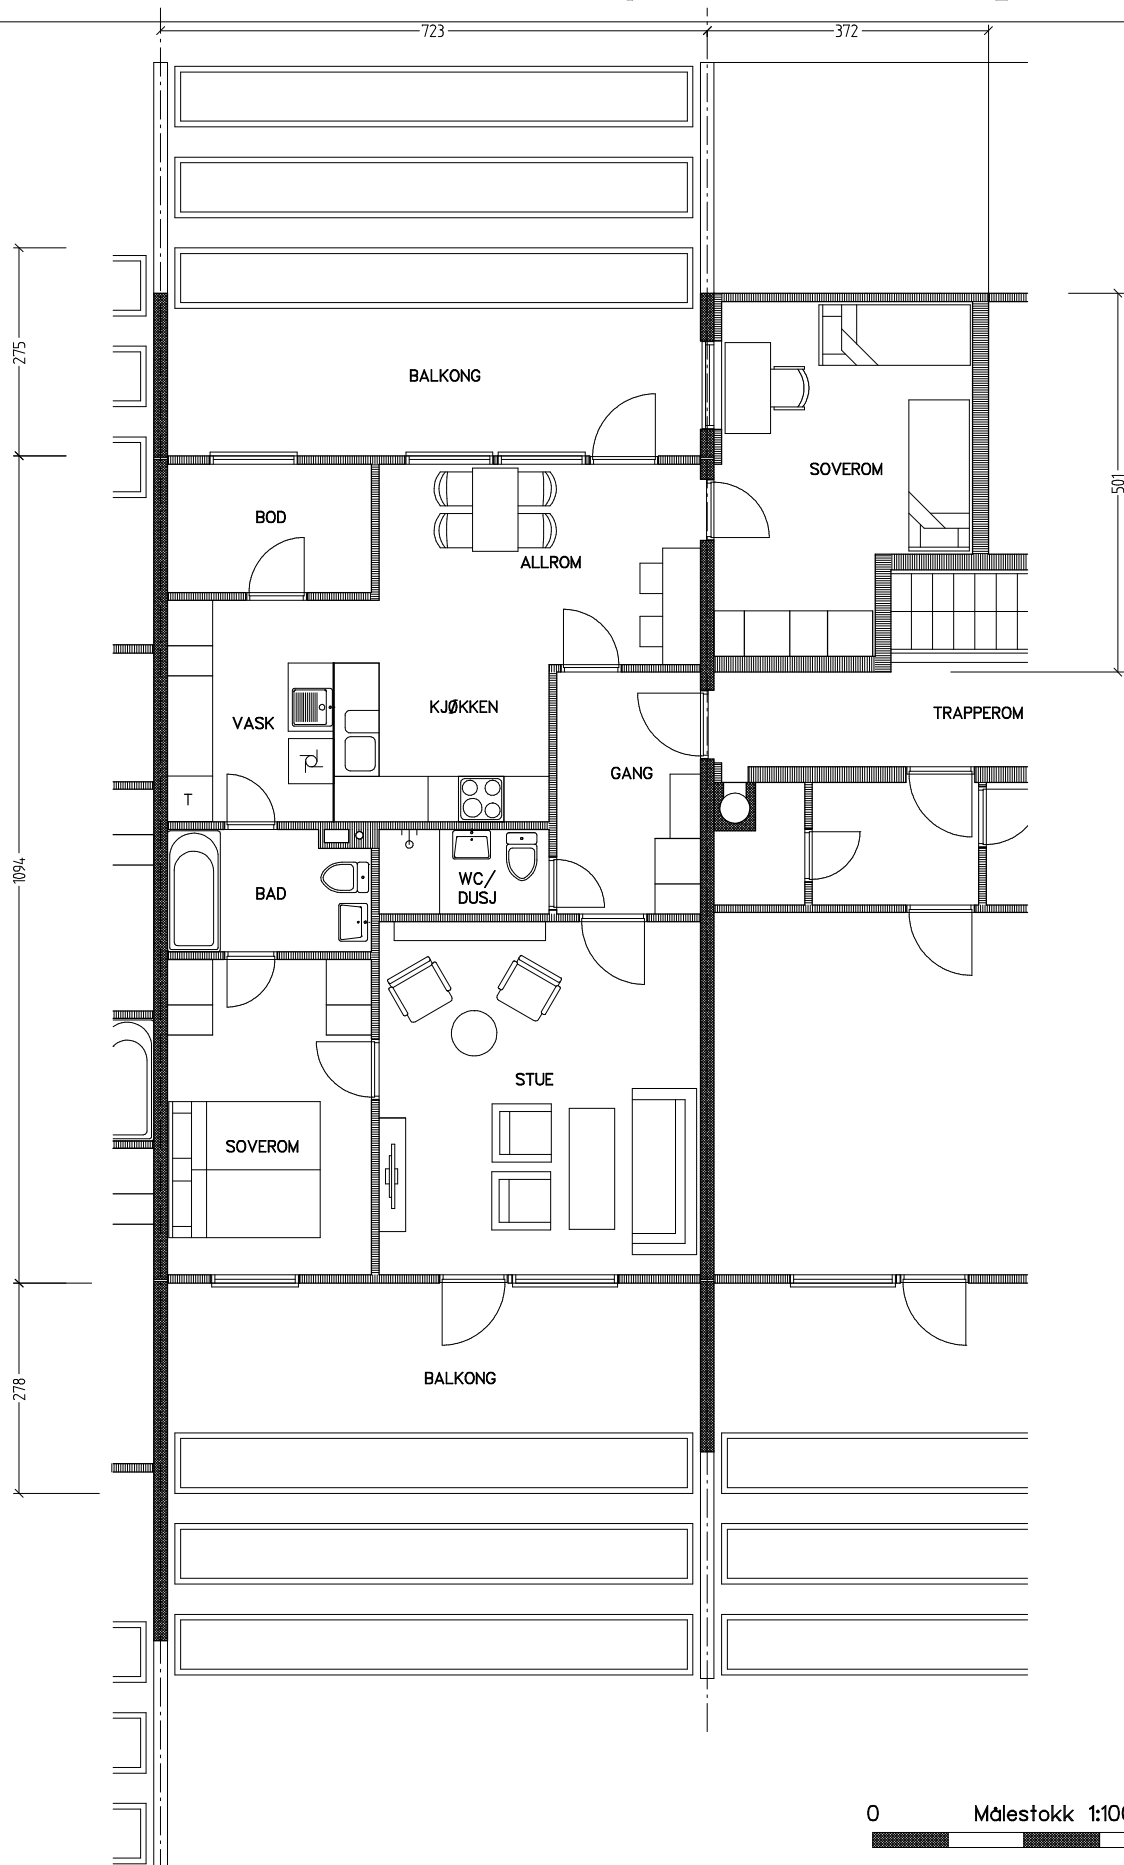 723
372
275
BALKONG
SOVEROM
501
BOD
ALLROM
KJØKKEN
VASK
TRAPPEROM
GANG
T
1094
BAD
WC/
DUSJ
STUE
SOVEROM
BALKONG
278
0 Målestokk